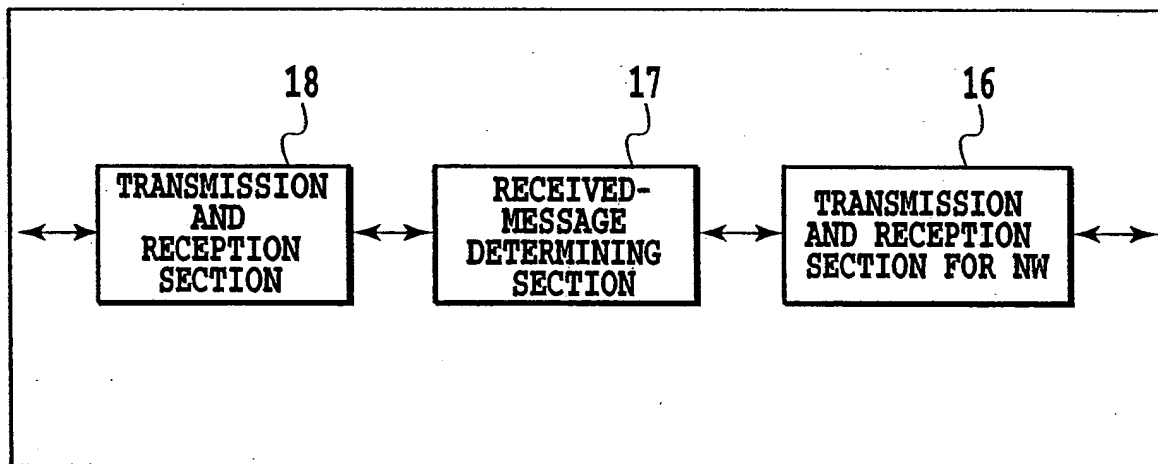 18
17
16
TRANSMISSION
AND
RECEPTION
SECTION
RECEIVED-
MESSAGE
DETERMINING
SECTION
TRANSMISSION
AND RECEPTION
SECTION FOR NW